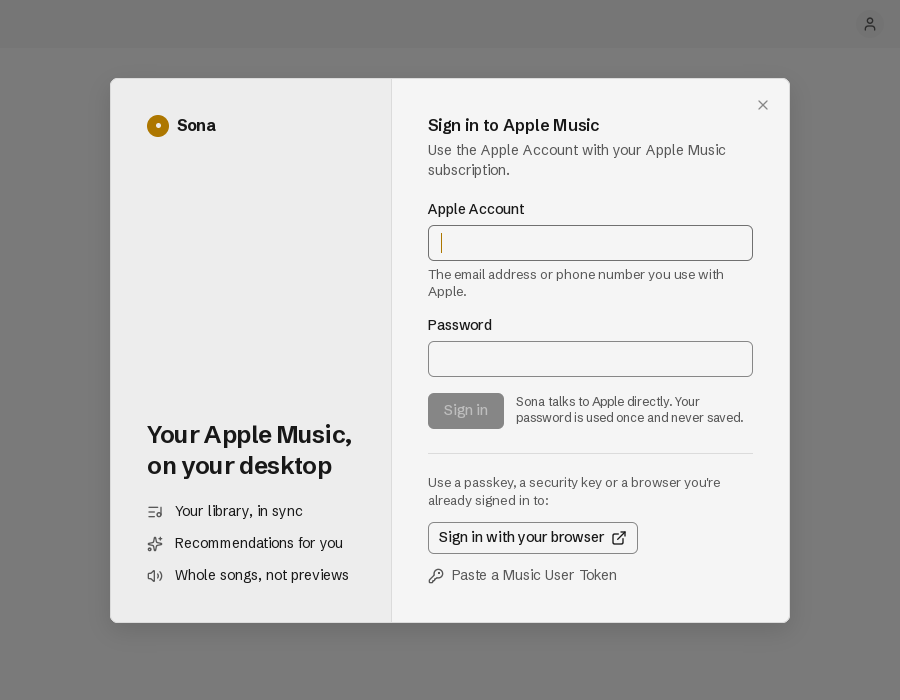 Sona
Your Apple Music,
on your desktop
Your library, in sync
Recommendations for you
Whole songs, not previews
Sign in to Apple Music
Use the Apple Account with your Apple Music
subscription.
Apple Account
The email address or phone number you use with
Apple.
Password
Sign in
Sona talks to Apple directly. Your
password is used once and never saved.
Use a passkey, a security key or a browser you're
already signed in to:
Sign in with your browser
Paste a Music User Token